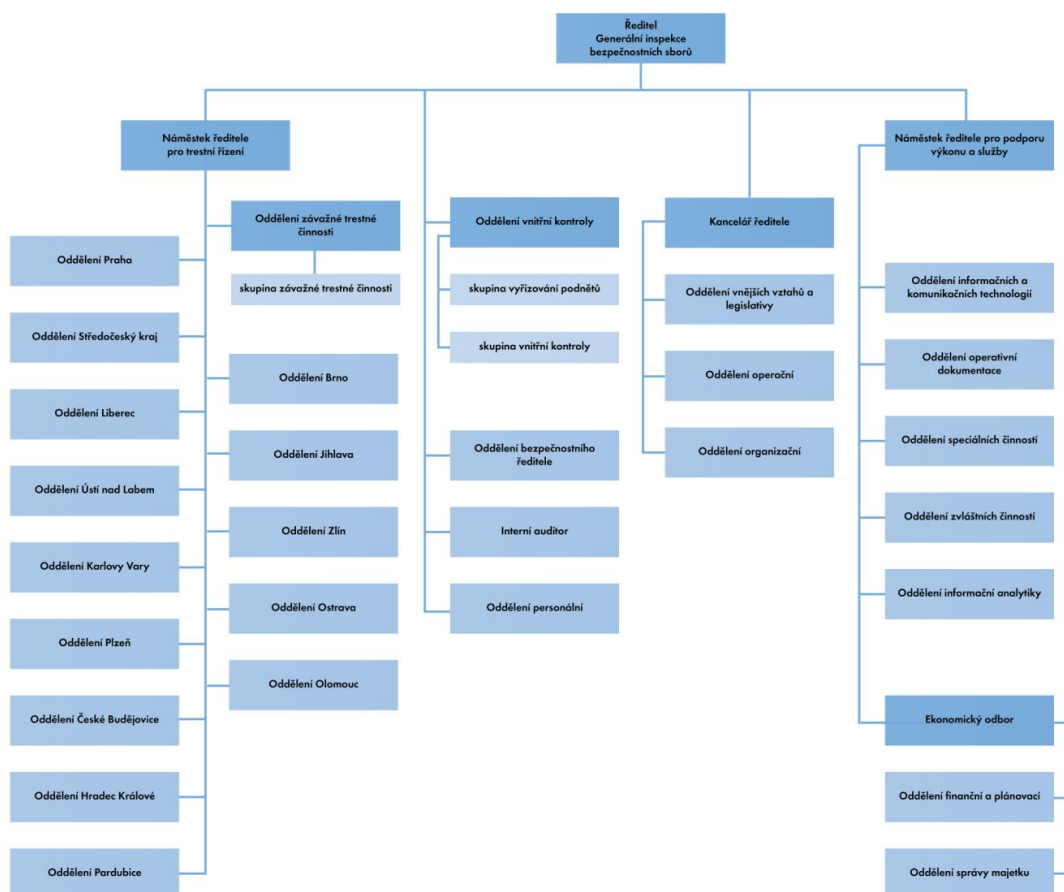 Ředitel
Generální inspekce
bezpečnostních sborů
Náměstek ředitele
pro trestní řízení
Náměstek ředitele pro podporu
výkonu a služby
Oddělení závažné trestné
činnosti
skupina závažné trestné činnosti
Oddělení Praha
Oddělení Středočeský kraj
Oddělení Liberec
Oddělení Ústí nad Labem
Oddělení Karlovy Vary
Oddělení Plzeň
Oddělení České Budějovice
Oddělení Hradec Králové
Oddělení Pardubice
Oddělení Brno
Oddělení Jihlava
Oddělení Zlín
Oddělení Ostrava
Oddělení Olomouc
Oddělení vnitřní kontroly
skupina vyřizování podnětů
skupina vnitřní kontroly
Oddělení bezpečnostního
ředitele
Interní auditor
Oddělení personální
Kancelář ředitele
Oddělení vnějších vztahů a
legislativy
Oddělení operační
Oddělení organizační
Oddělení informačních a
komunikačních technologií
Oddělení operativní
dokumentace
Oddělení speciálních činností
Oddělení zvláštních činností
Oddělení informační analytiky
Ekonomický odbor
Oddělení finanční a plánovací
Oddělení správy majetku